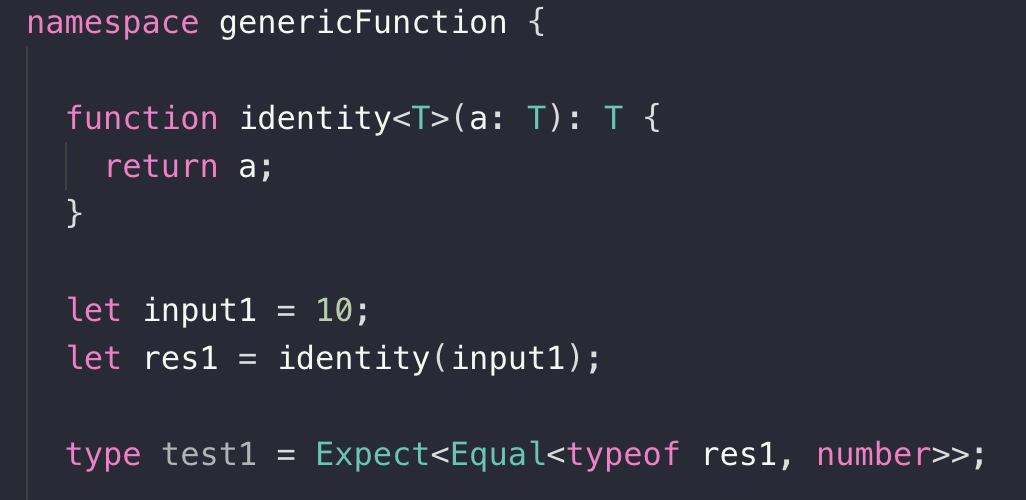 namespace genericFunction {
function identity<T>(a: T): T {
return a;
}
let input1 = 10;
let res1 = identity(input1);
type test1 = Expect<Equal<typeof res1, number>>;